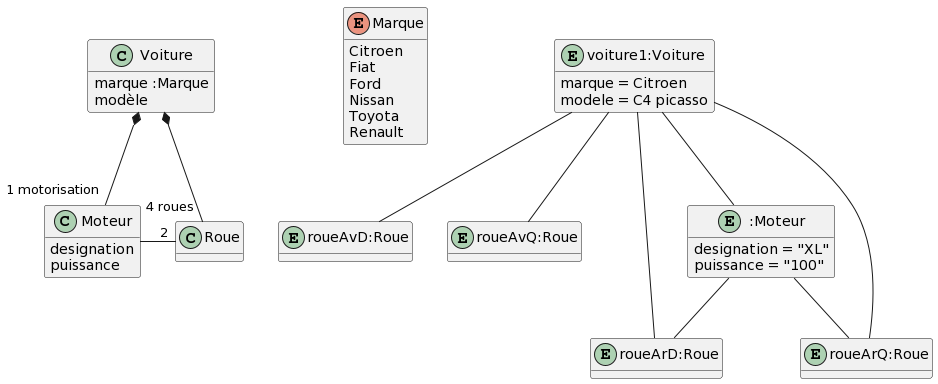 C Voiture
marque :Marque
modèle
1 motorisation
4 roues
C Moteur
designation
puissance
2
C Roue
E Marque
Citroen
Fiat
Ford
Nissan
Toyota
Renault
E voiture1:Voiture
marque = Citroen
modele = C4 picasso
E roueAvD:Roue
E roueAvQ:Roue
E :Moteur
designation = "XL"
puissance = "100"
E roueArD:Roue
E roueArQ:Roue